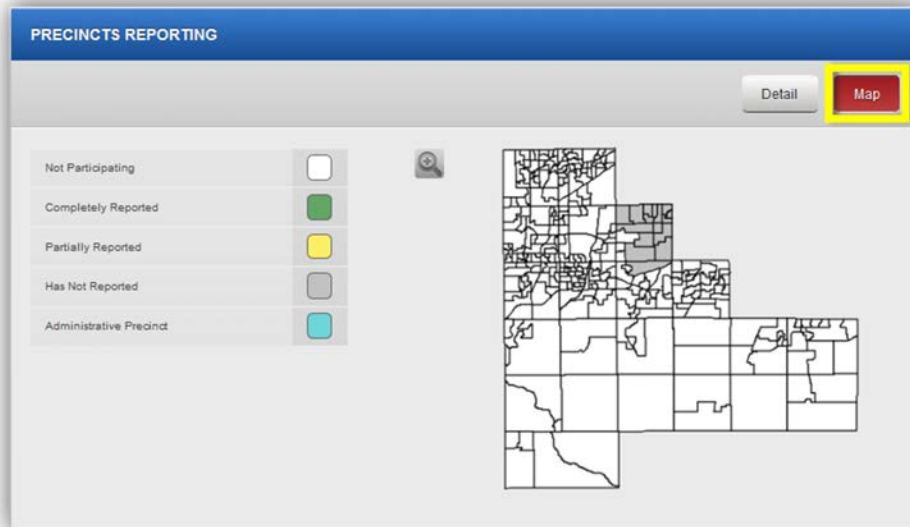 PRECINCTS REPORTING
Detail
Map
Not Participating
Completely Reported
Partially Reported
Has Not Reported
Administrative Precinct